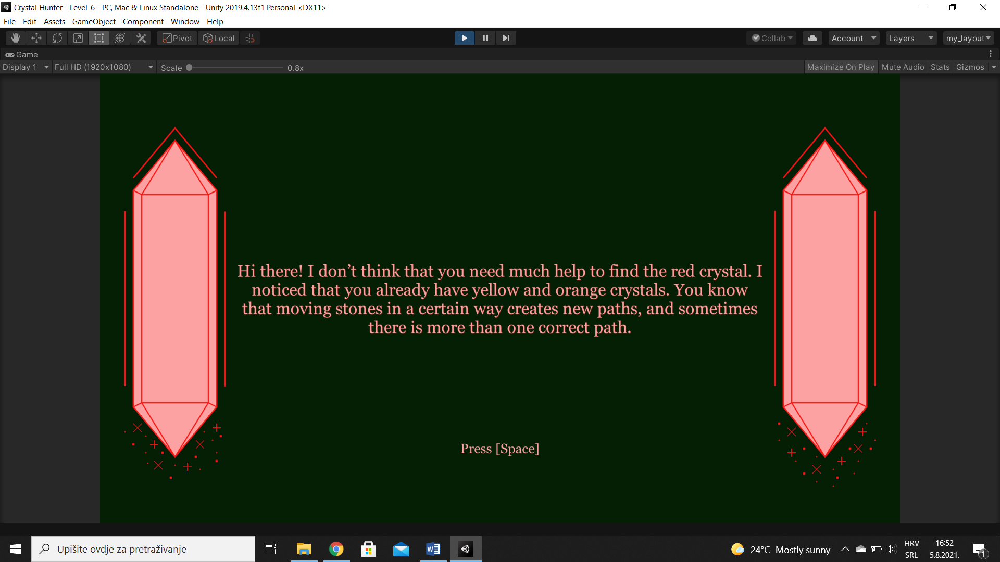 Crystal Hunter - Level_6 - PC, Mac & Linux Standalone - Unity 2019.4.13f1 Personal <DX11>
File Edit Assets GameObject Component Window Help
Pivot Local Collab Account Layers my_layout
Game
Display 1 Full HD (1920x1080) Scale 0.8x Maximize On Play Mute Audio Stats Gizmos
Hi there! I don’t think that you need much help to find the red crystal. I
noticed that you already have yellow and orange crystals. You know
that moving stones in a certain way creates new paths, and sometimes
there is more than one correct path.
Press [Space]
Upišite ovdje za pretraživanje
24°C Mostly sunny
HRV
SRL
16:52
5.8.2021.
1